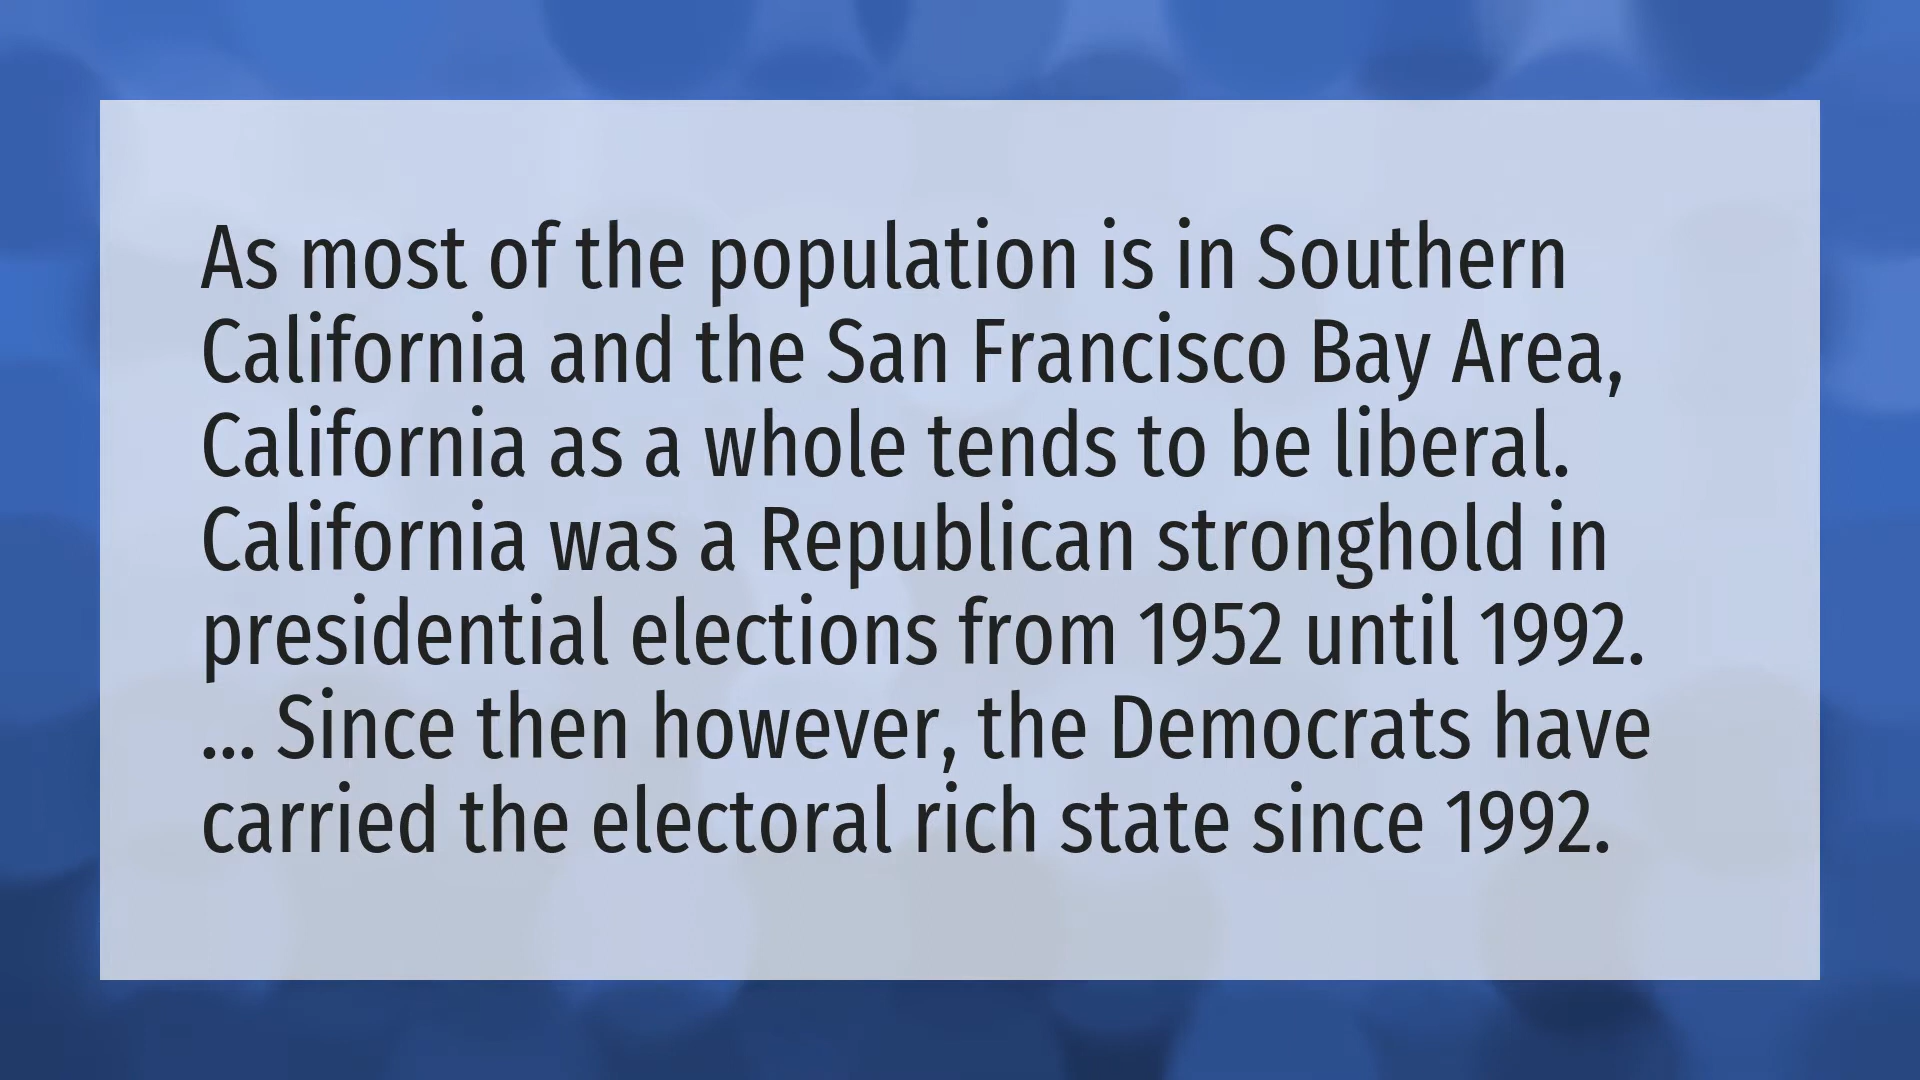 As most of the population is in Southern
California and the San Francisco Bay Area,
California as a whole tends to be liberal.
California was a Republican stronghold in
presidential elections from 1952 until 1992.
... Since then however, the Democrats have
carried the electoral rich state since 1992.